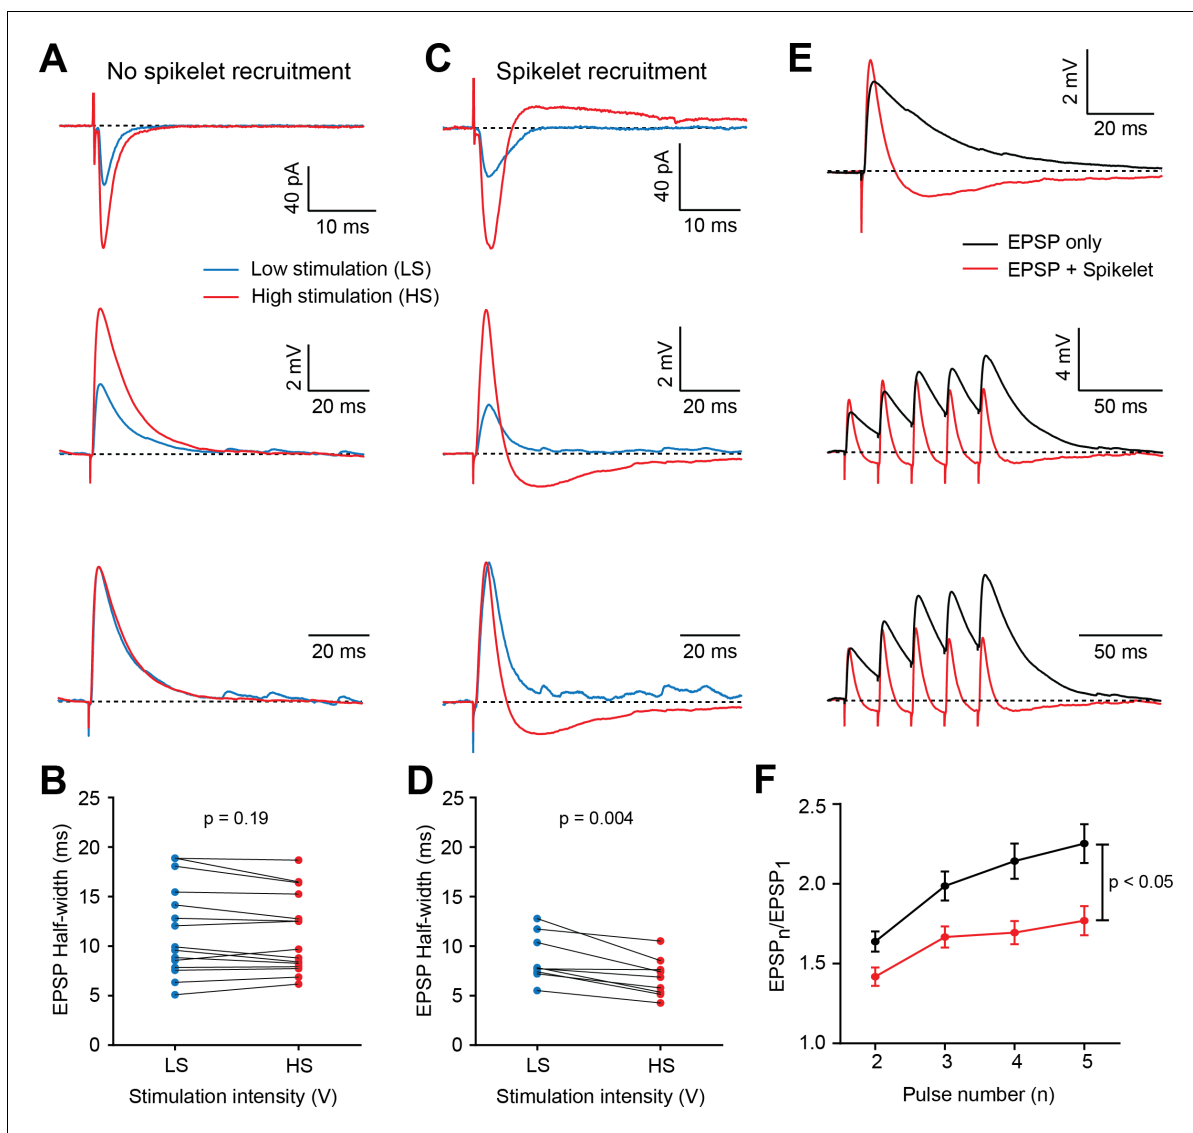 A
No spikelet recruitment
40 pA
10 ms
Low stimulation (LS)
High stimulation (HS)
2 mV
20 ms
20 ms
C
Spikelet recruitment
40 pA
10 ms
2 mV
20 ms
20 ms
E
2 mV
20 ms
EPSP only
EPSP + Spikelet
4 mV
50 ms
50 ms
B
EPSP Half-width (ms)
25
20
15
10
5
0
p = 0.19
LS
HS
Stimulation intensity (V)
D
EPSP Half-width (ms)
25
20
15
10
5
0
p = 0.004
LS
HS
Stimulation intensity (V)
F
EPSPn/EPSP1
2.5
2.0
1.5
1.0
p < 0.05
2
3
4
5
Pulse number (n)